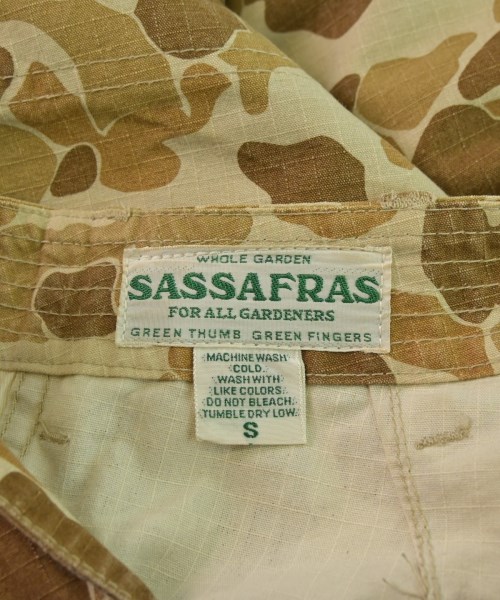 WHOLE GARDEN
SASSAFRAS
FOR ALL GARDENERS
GREEN THUMB GREEN FINGERS
MACHINE WASH
COLD.
WASH WITH
LIKE COLORS.
DO NOT BLEACH.
TUMBLE DRY LOW.
S